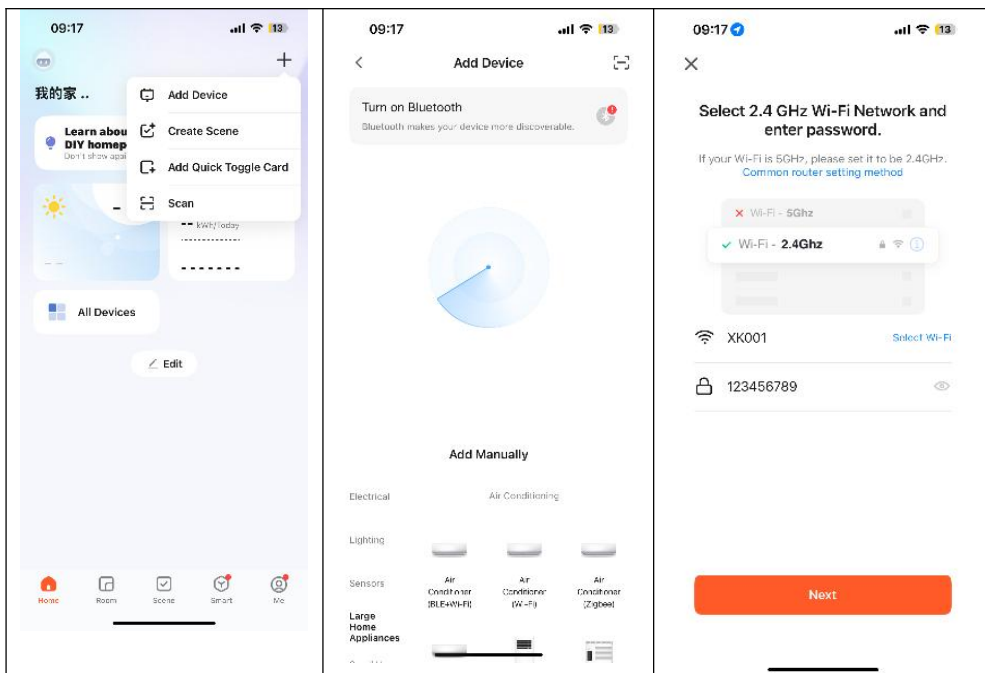 09:17
13
我的家 ..
Add Device
Create Scene
Add Quick Toggle Card
Scan
Learn abou
DIY homep
Don't show agai
-
-- kWh/Today
All Devices
Edit
Home
Room
Scene
Smart
Me
09:17
13
Add Device
Turn on Bluetooth
Bluetooth makes your device more discoverable.
Add Manually
Electrical
Air Conditioning
Lighting
Sensors
Air
Conditioner
(BLE+Wi-Fi)
Air
Conditioner
(Wi-Fi)
Air
Conditioner
(Zigbee)
Large
Home
Appliances
09:17
13
Select 2.4 GHz Wi-Fi Network and
enter password.
If your Wi-Fi is 5GHz, please set it to be 2.4GHz.
Common router setting method
Wi-Fi - 5Ghz
Wi-Fi - 2.4Ghz
XK001
Select Wi-Fi
123456789
Next